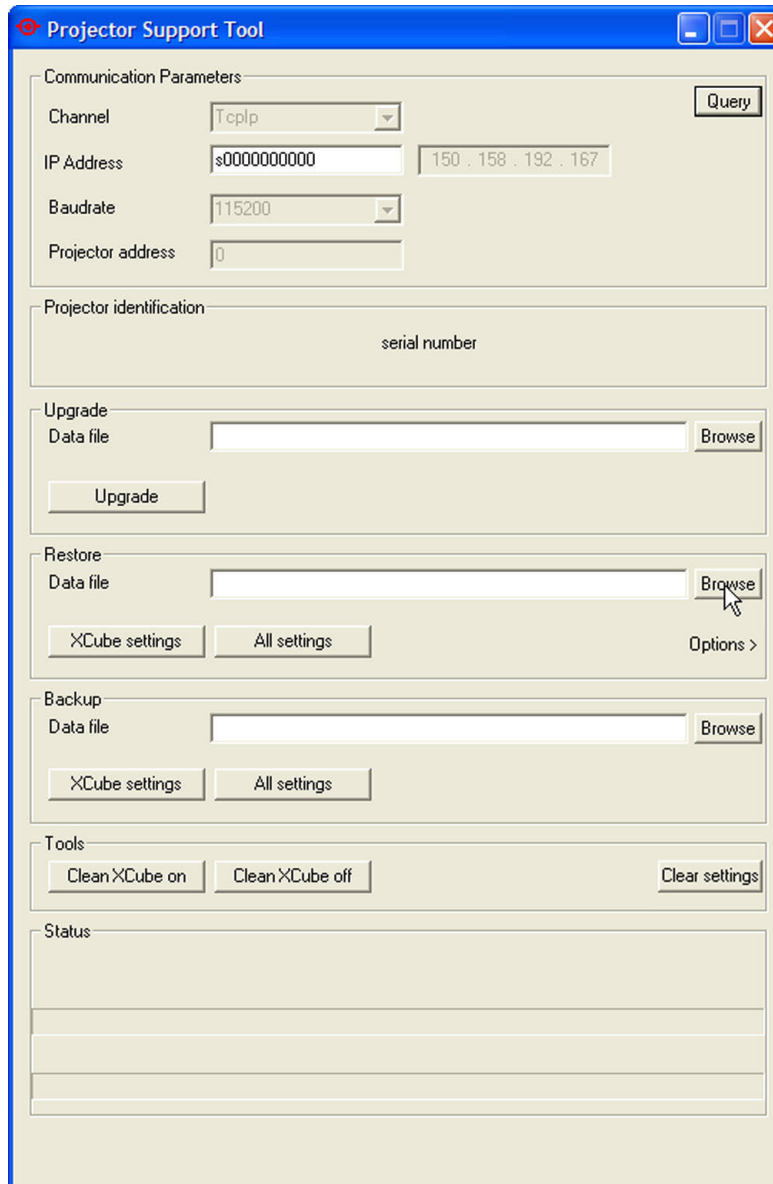 Projector Support Tool
Communication Parameters
Query
Channel TcpIp
IP Address s0000000000 150 . 158 . 192 . 167
Baudrate 115200
Projector address 0
Projector identification
serial number
Upgrade
Data file Browse
Upgrade
Restore
Data file Browse
XCube settings All settings Options >
Backup
Data file Browse
XCube settings All settings
Tools
Clean XCube on Clean XCube off Clear settings
Status